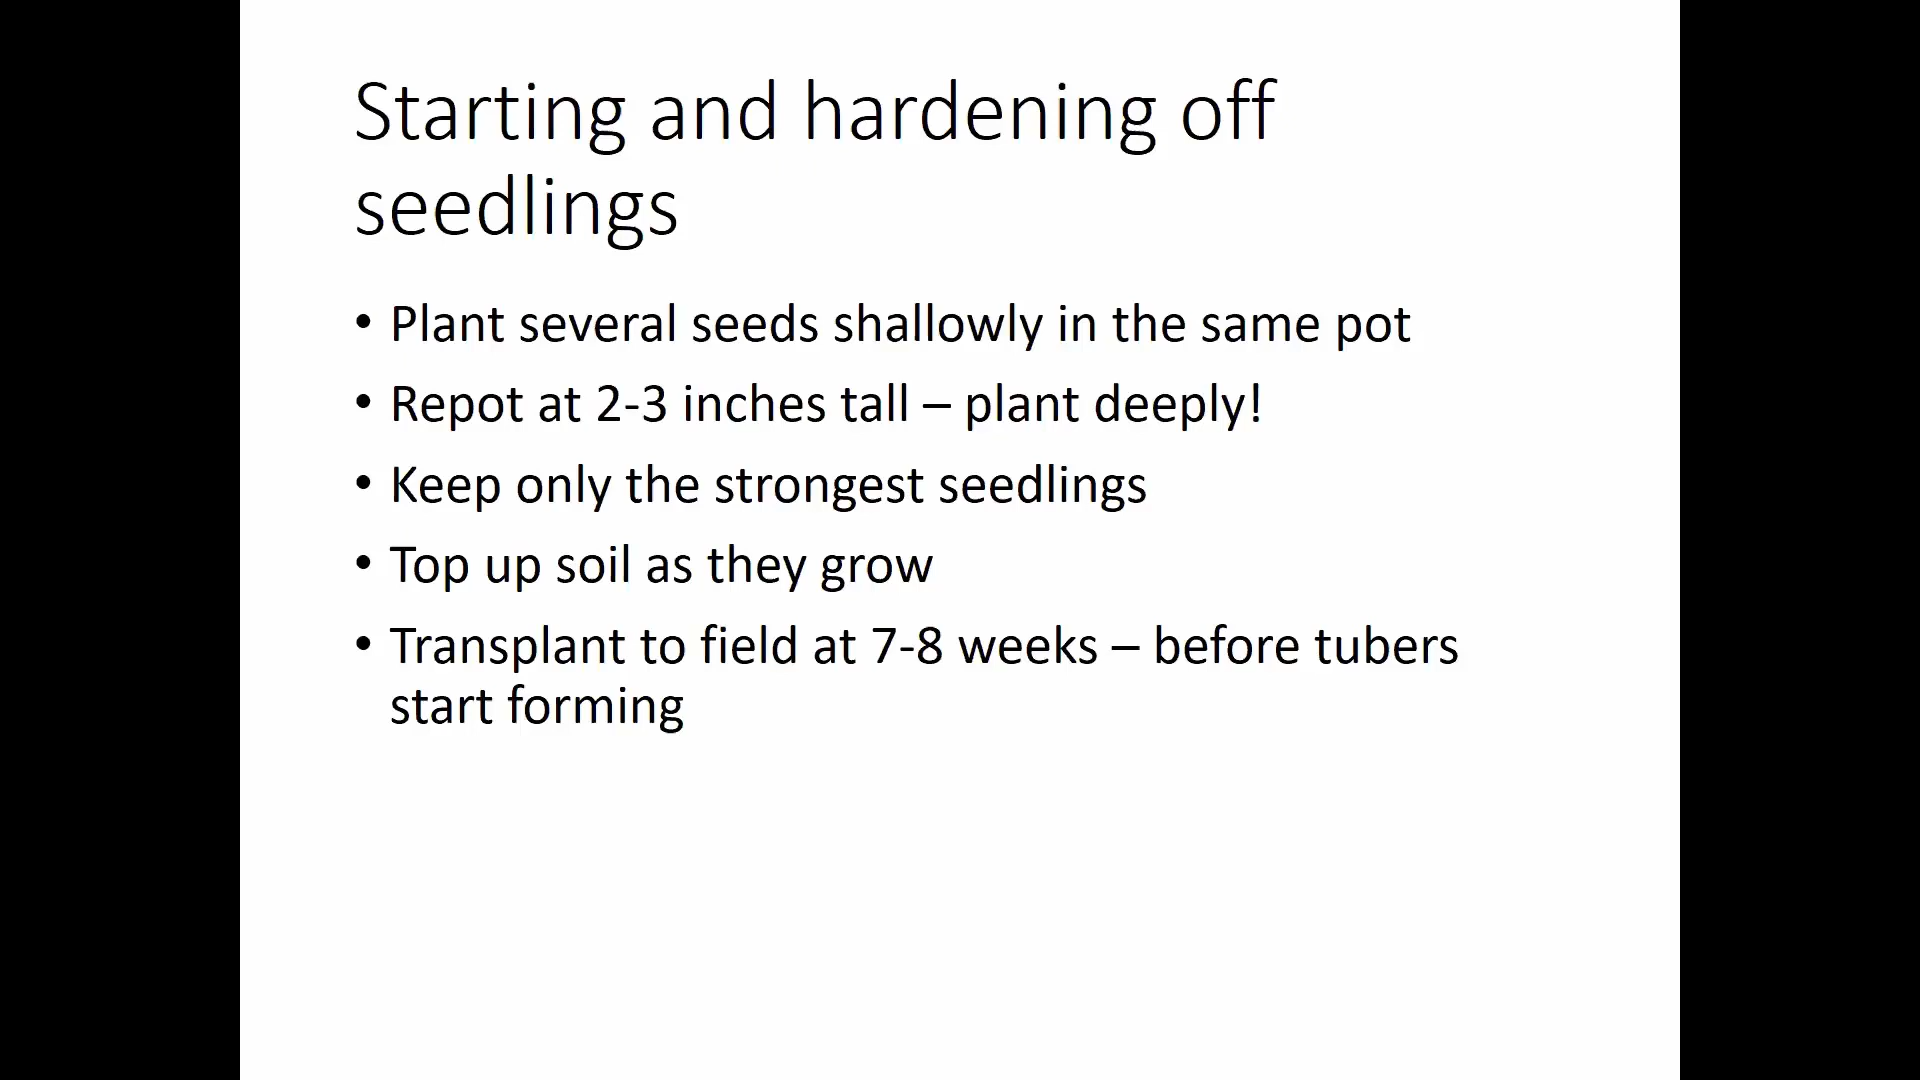 Starting and hardening off
seedlings
• Plant several seeds shallowly in the same pot
• Repot at 2-3 inches tall – plant deeply!
• Keep only the strongest seedlings
• Top up soil as they grow
• Transplant to field at 7-8 weeks – before tubers
start forming